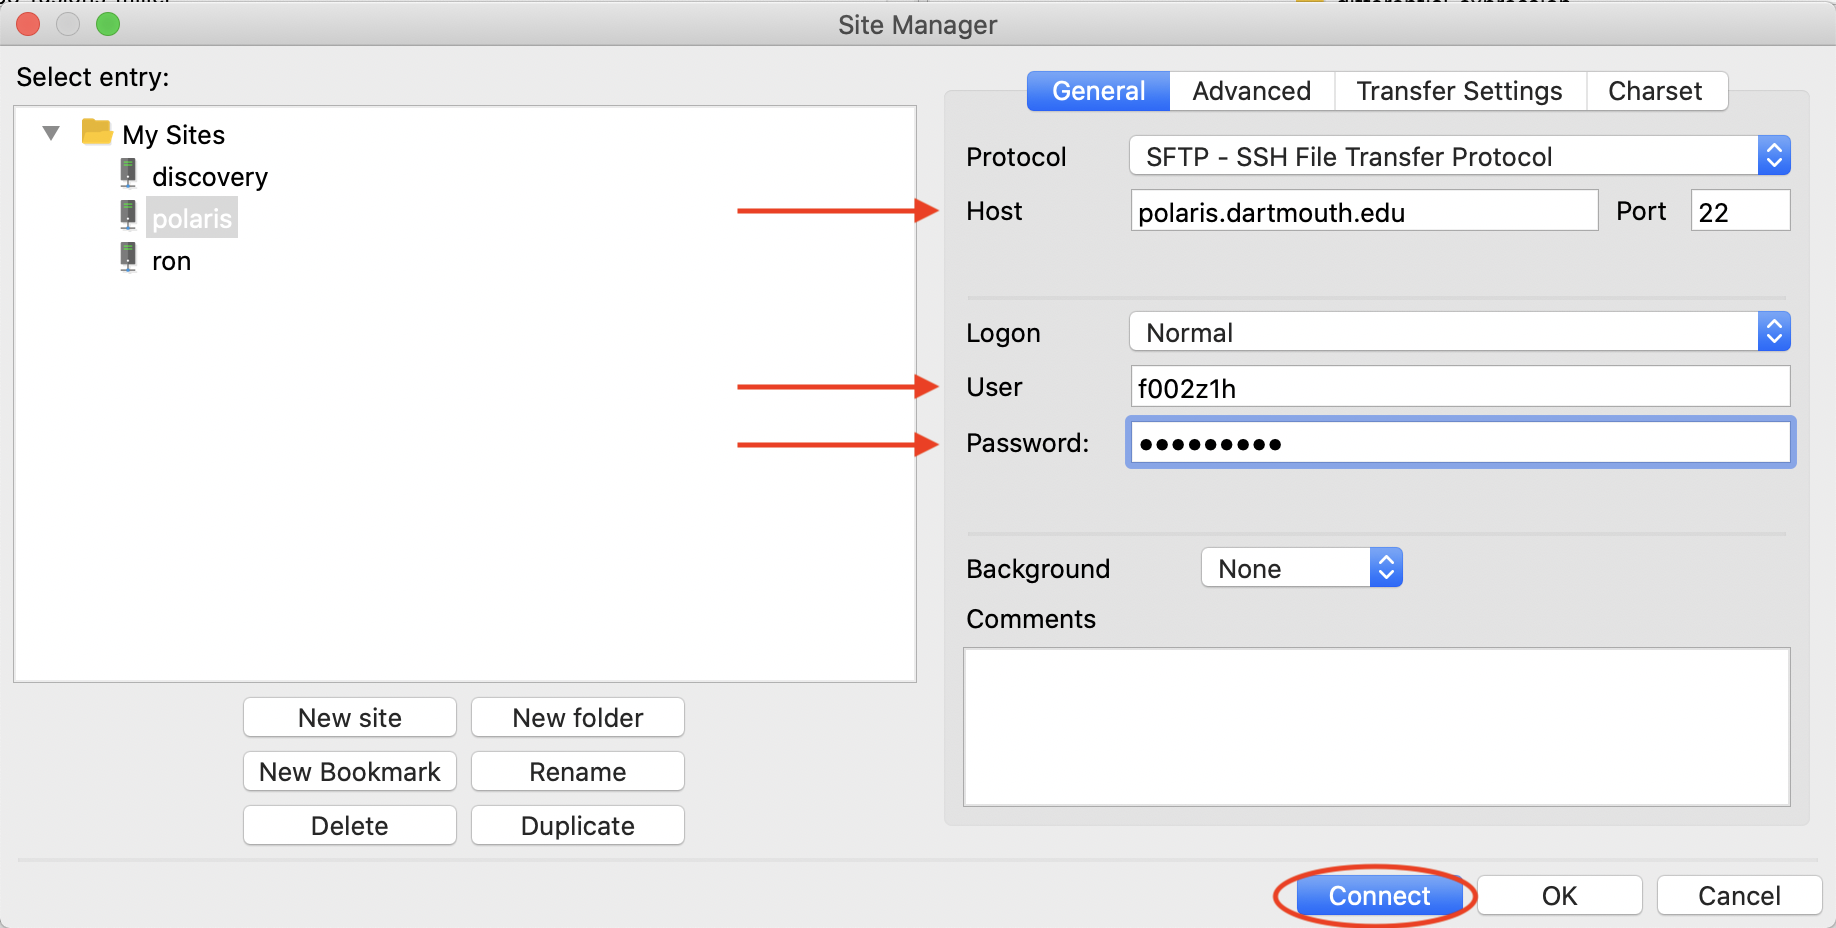 Site Manager
Select entry:
My Sites
discovery
polaris
ron
New site
New folder
New Bookmark
Rename
Delete
Duplicate
General
Advanced
Transfer Settings
Charset
Protocol
SFTP - SSH File Transfer Protocol
Host
polaris.dartmouth.edu
Port
22
Logon
Normal
User
f002z1h
Password:
Background
None
Comments
Connect
OK
Cancel